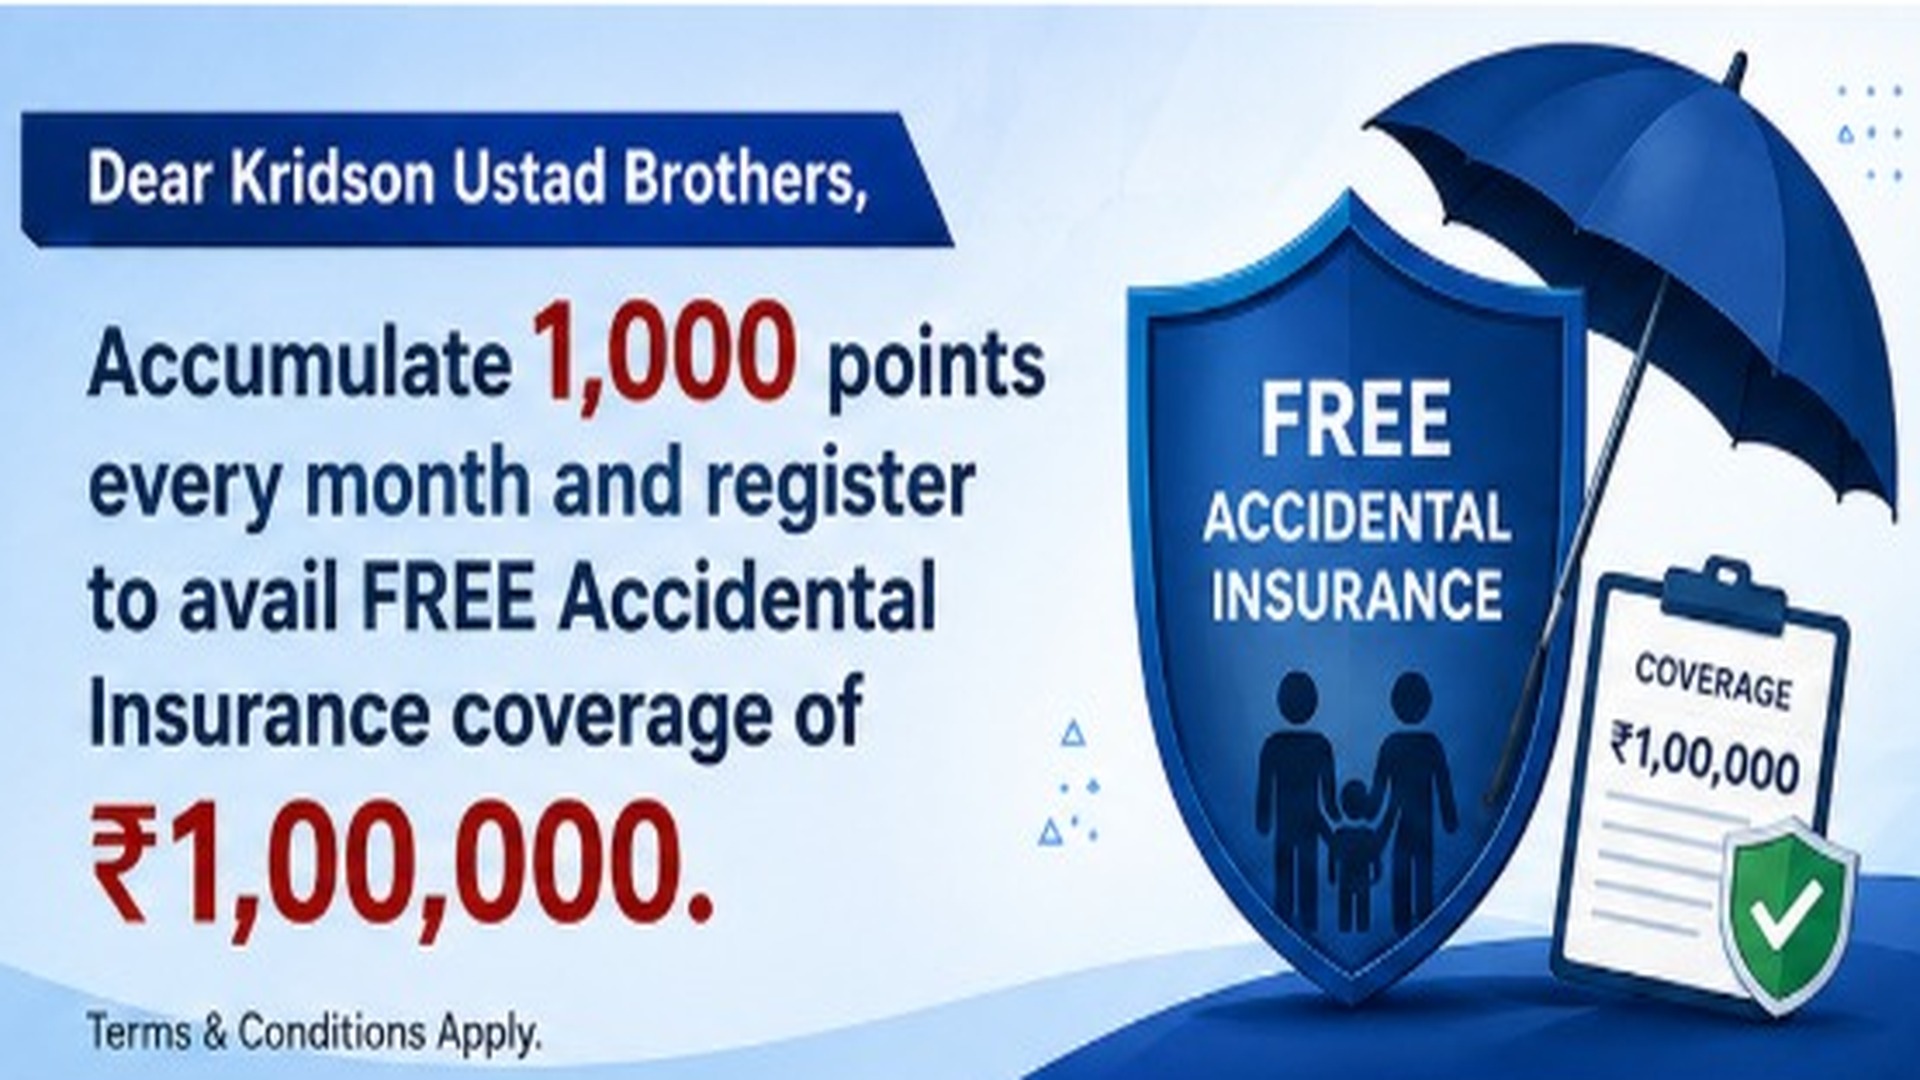 Dear Kridson Ustad Brothers,
Accumulate 1,000 points
every month and register
to avail FREE Accidental
Insurance coverage of
₹1,00,000.
Terms & Conditions Apply.
FREE
ACCIDENTAL
INSURANCE
COVERAGE
₹1,00,000